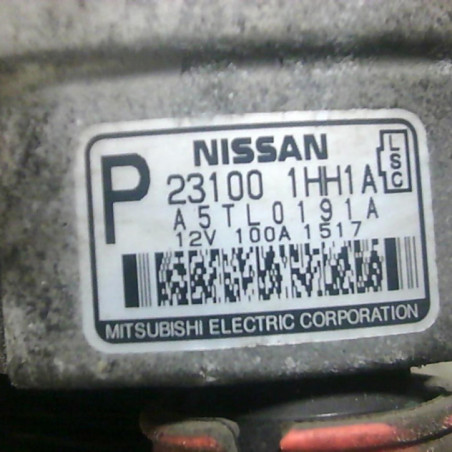 NISSAN
P
23100 1HH1A
LSC
A5TL0191A
12V 100A 1517
MITSUBISHI ELECTRIC CORPORATION